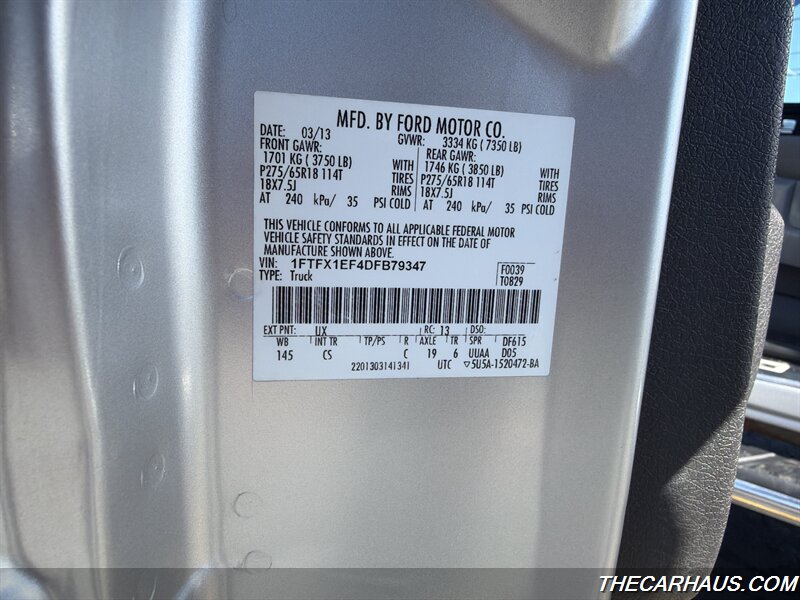 MFD. BY FORD MOTOR CO.
DATE: 03/13 GVWR: 3334 KG ( 7350 LB)
FRONT GAWR: REAR GAWR:
1701 KG ( 3750 LB) WITH 1746 KG ( 3850 LB) WITH
P275/65R18 114T TIRES P275/65R18 114T TIRES
18X7.5J RIMS 18X7.5J RIMS
AT 240 kPa/ 35 PSI COLD AT 240 kPa/ 35 PSI COLD
THIS VEHICLE CONFORMS TO ALL APPLICABLE FEDERAL MOTOR
VEHICLE SAFETY STANDARDS IN EFFECT ON THE DATE OF
MANUFACTURE SHOWN ABOVE.
VIN: 1FTFX1EF4DFB79347 F0039
TYPE: Truck T0829
EXT PNT: UX RC: 13 DSO:
WB INT TR TP/PS R AXLE TR SPR DF615
145 CS C 19 6 UUAA D05
2201303141341 UTC ▽5U5A-1520472-BA
THECARHAUS.COM